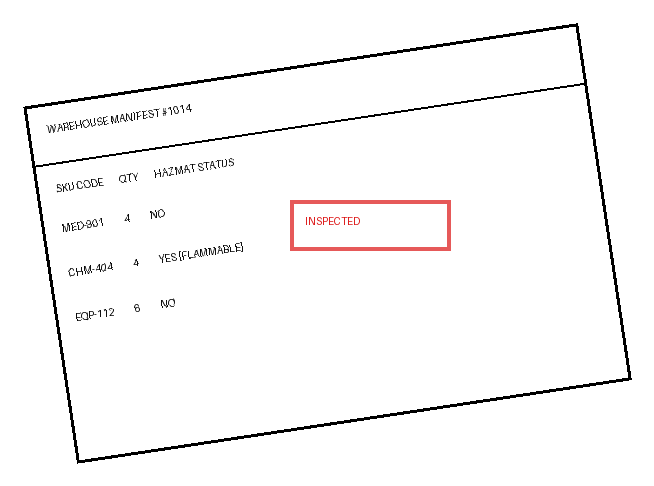 WAREHOUSE MANIFEST #1014
SKU CODE QTY HAZMAT STATUS
MED-901 4 NO
INSPECTED
CHM-404 4 YES (FLAMMABLE)
EQP-112 6 NO